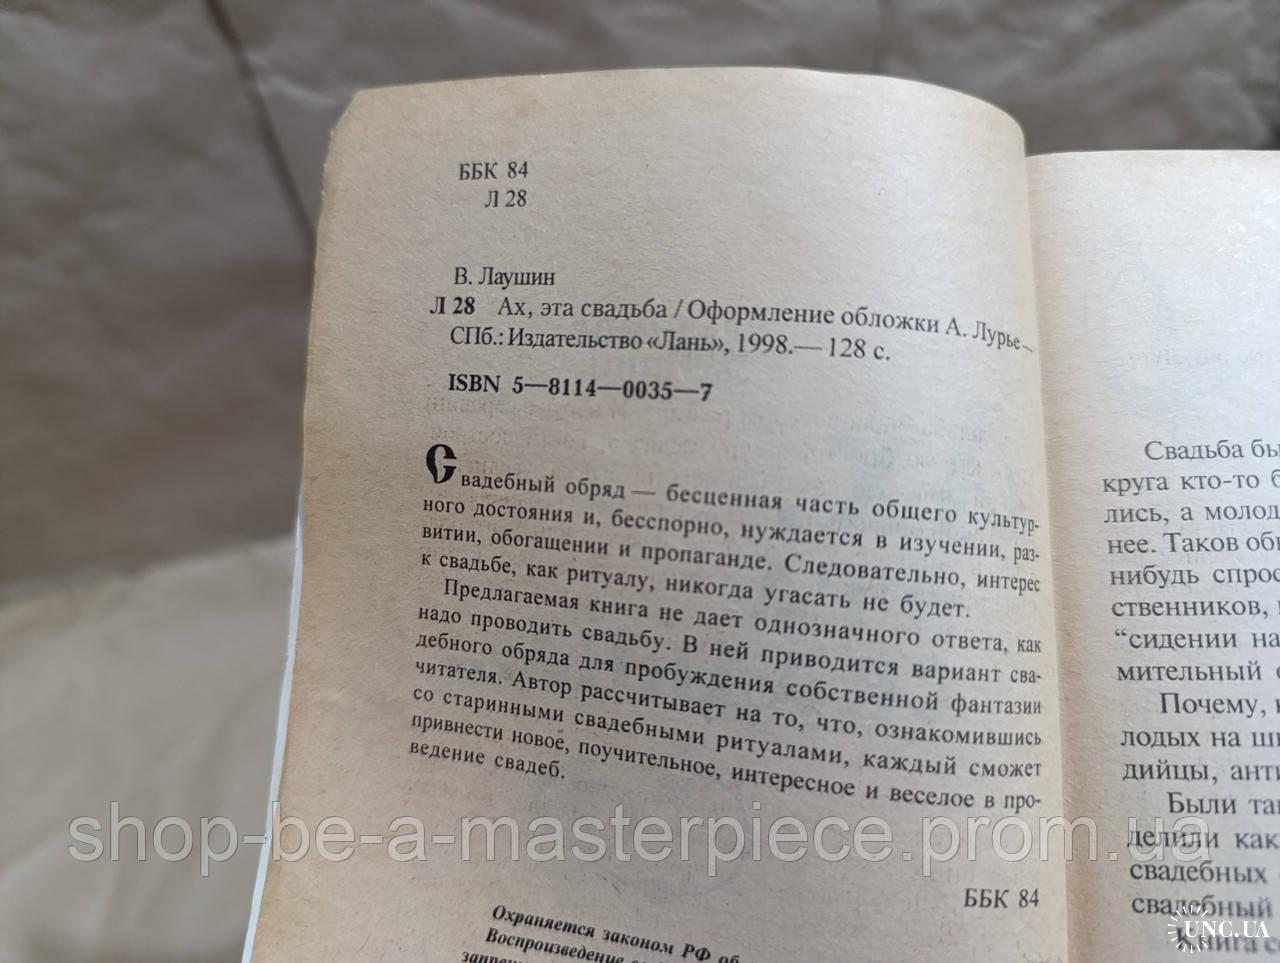 ББК 84
Л 28
В. Лаушин
Л 28 Ах, эта свадьба / Оформление обложки А. Лурье —
СПб.: Издательство «Лань», 1998.— 128 с.
ISBN 5—8114—0035—7
Свадебный обряд — бесценная часть общего культур-
ного достояния и, бесспорно, нуждается в изучении, раз-
витии, обогащении и пропаганде. Следовательно, интерес
к свадьбе, как ритуалу, никогда угасать не будет.
Предлагаемая книга не дает однозначного ответа, как
надо проводить свадьбу. В ней приводится вариант сва-
дебного обряда для пробуждения собственной фантазии
читателя. Автор рассчитывает на то, что, ознакомившись
со старинными свадебными ритуалами, каждый сможет
привнести новое, поучительное, интересное и веселое в про-
ведение свадеб.
ББК 84
Охраняется законом РФ об
Воспроизведение
Свадьба бы
круга кто-то
лись, а молод
нее. Таков
нибудь спрос
ственников,
“сидении на
мительный
Почему,
лодых на
дийцы, анти
Были
делили как
свадебных
свадебный
Книга
shop-be-a-masterpiece.prom.ua
UNC.UA